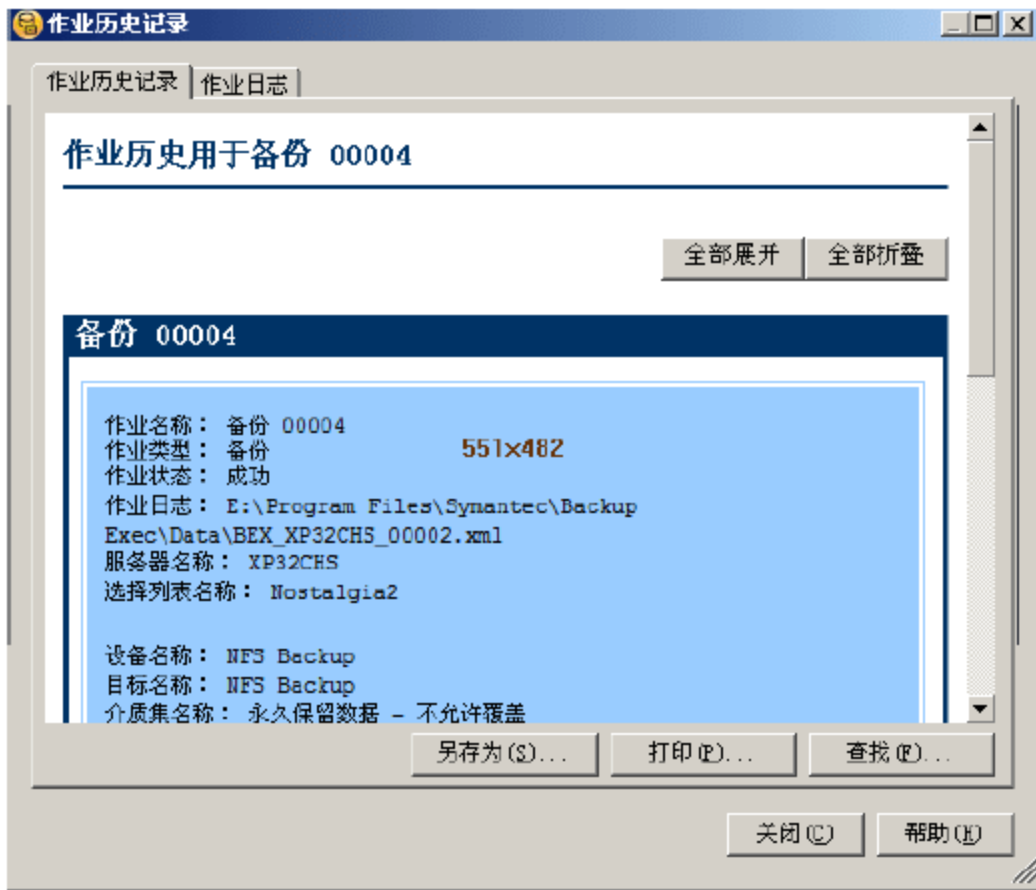 作业历史记录
作业历史记录 作业日志
作业历史用于备份 00004
全部展开 全部折叠
备份 00004
作业名称： 备份 00004
作业类型： 备份
551x482
作业状态： 成功
作业日志： E:\Program Files\Symantec\Backup
Exec\Data\BEX_XP32CHS_00002.xml
服务器名称： XP32CHS
选择列表名称： Nostalgia2
设备名称： NFS Backup
目标名称： NFS Backup
介质集名称： 永久保留数据 - 不允许覆盖
另存为(S)... 打印(P)... 查找(F)...
关闭(C) 帮助(H)